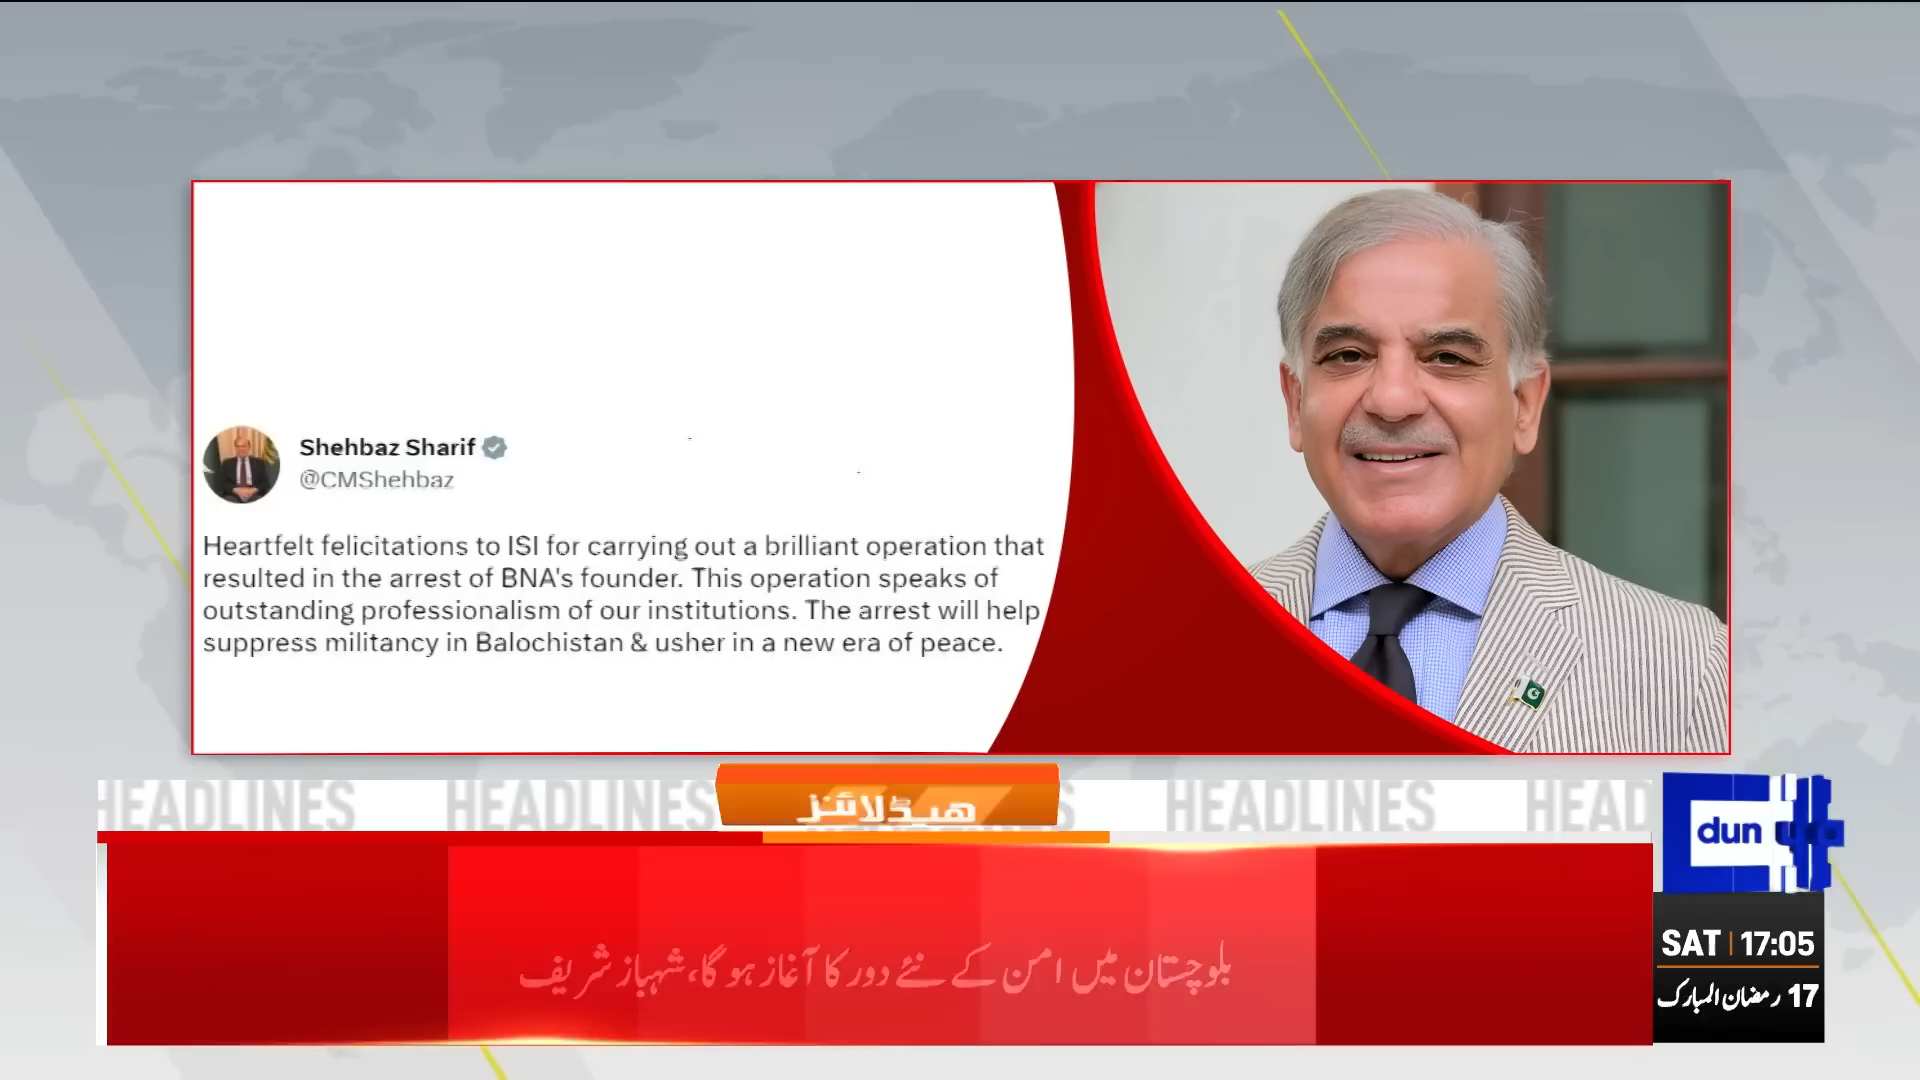 Shehbaz Sharif
@CMShehbaz
Heartfelt felicitations to ISI for carrying out a brilliant operation that
resulted in the arrest of BNA's founder. This operation speaks of
outstanding professionalism of our institutions. The arrest will help
suppress militancy in Balochistan & usher in a new era of peace.
HEADLINES HEADLINES HEADLINES HEAD
ہیڈلائنز
بلوچستان میں امن کے نئے دور کا آغاز ہو گا، شہباز شریف
dun
SAT | 17:05
17 رمضان المبارک